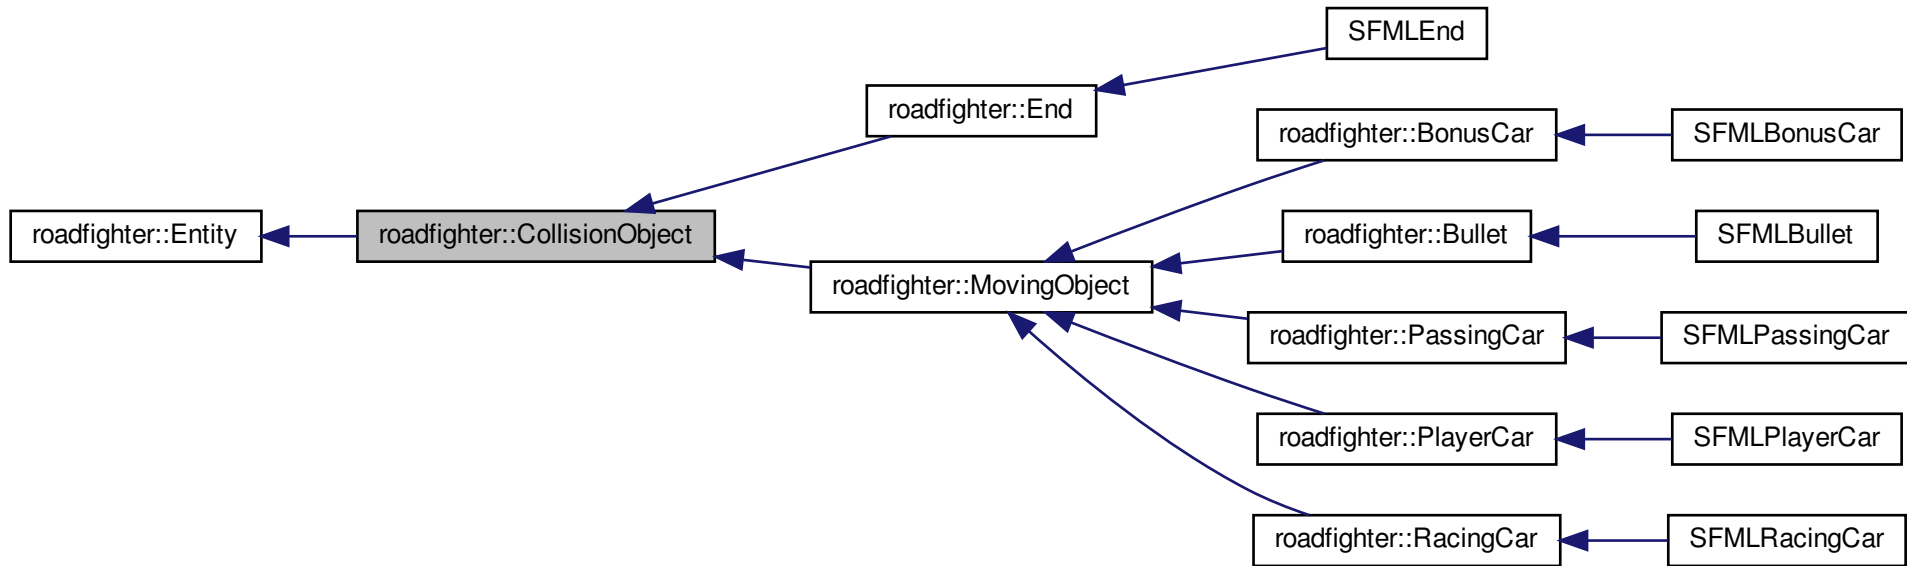 SFMLEnd
roadfighter::End
roadfighter::BonusCar
SFMLBonusCar
roadfighter::Entity
roadfighter::CollisionObject
roadfighter::Bullet
SFMLBullet
roadfighter::MovingObject
roadfighter::PassingCar
SFMLPassingCar
roadfighter::PlayerCar
SFMLPlayerCar
roadfighter::RacingCar
SFMLRacingCar